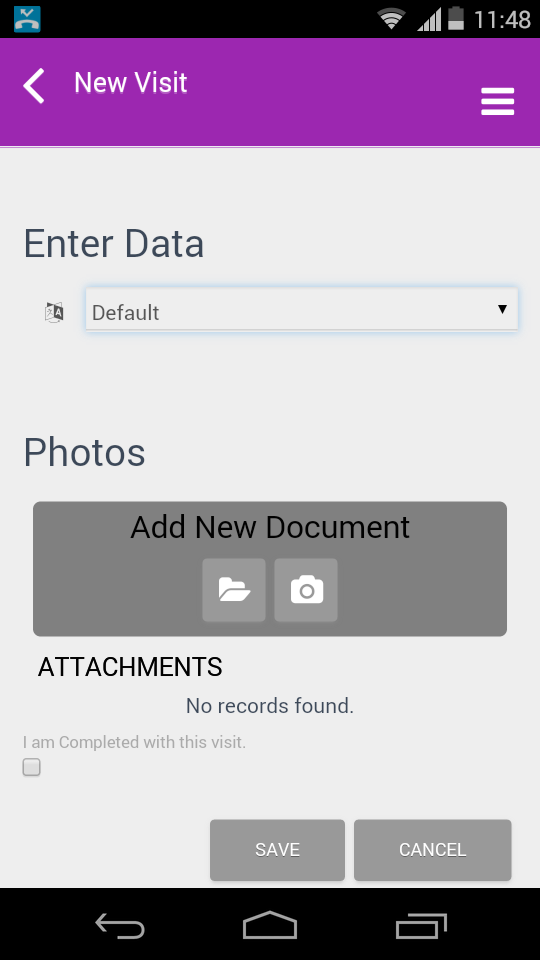 11:48
New Visit
Enter Data
Default
Photos
Add New Document
ATTACHMENTS
No records found.
I am Completed with this visit.
SAVE
CANCEL